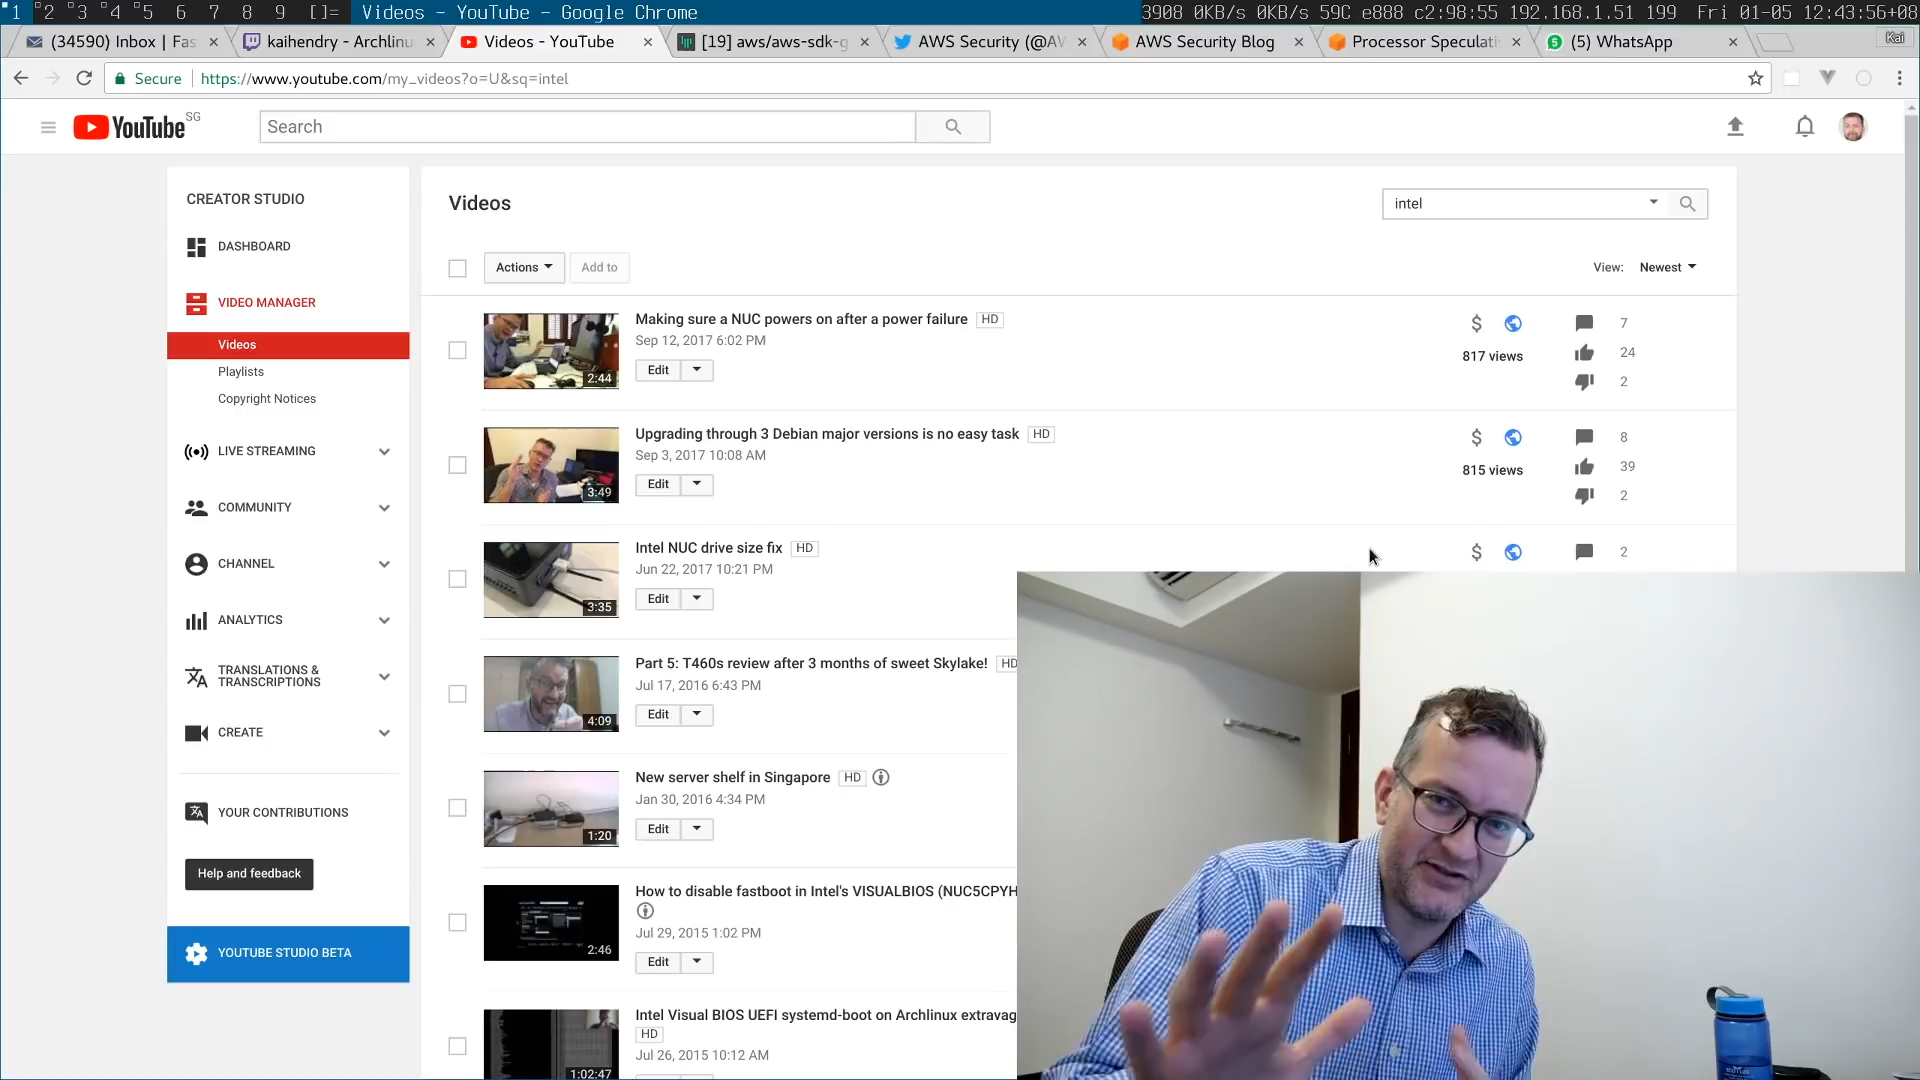 1 2 3 4 5 6 7 8 9 []= Videos - YouTube - Google Chrome 3908 0KB/s 0KB/s 59C e888 c2:98:55 192.168.1.51 199 Fri 01-05 12:43:56+08
(34590) Inbox | Fas kaihendry - Archlinu Videos - YouTube [19] aws/aws-sdk-g AWS Security (@AV AWS Security Blog Processor Speculati (5) WhatsApp Kai
Secure https://www.youtube.com/my_videos?o=U&sq=intel
YouTube SG Search
CREATOR STUDIO
DASHBOARD
VIDEO MANAGER
Videos
Playlists
Copyright Notices
LIVE STREAMING
COMMUNITY
CHANNEL
ANALYTICS
TRANSLATIONS &
TRANSCRIPTIONS
CREATE
YOUR CONTRIBUTIONS
Help and feedback
YOUTUBE STUDIO BETA
Videos intel
Actions Add to View: Newest
Making sure a NUC powers on after a power failure HD 7
Sep 12, 2017 6:02 PM 817 views 24
2:44 Edit 2
Upgrading through 3 Debian major versions is no easy task HD 8
Sep 3, 2017 10:08 AM 815 views 39
3:49 Edit 2
Intel NUC drive size fix HD 2
Jun 22, 2017 10:21 PM
3:35 Edit
Part 5: T460s review after 3 months of sweet Skylake! HD
Jul 17, 2016 6:43 PM
4:09 Edit
New server shelf in Singapore HD
Jan 30, 2016 4:34 PM
1:20 Edit
How to disable fastboot in Intel's VISUALBIOS (NUC5CPYH
Jul 29, 2015 1:02 PM
2:46 Edit
Intel Visual BIOS UEFI systemd-boot on Archlinux extravag
HD
Jul 26, 2015 10:12 AM
1:02:47